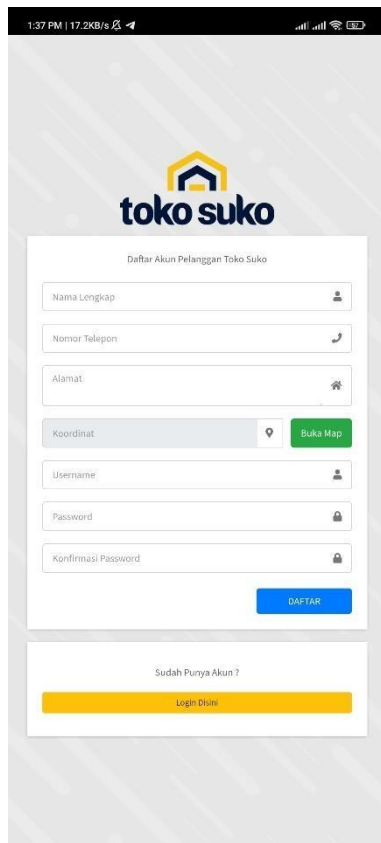 1:37 PM | 17.2KB/s
57
toko suko
Daftar Akun Pelanggan Toko Suko
Nama Lengkap
Nomor Telepon
Alamat
Koordinat
Buka Map
Username
Password
Konfirmasi Password
DAFTAR
Sudah Punya Akun ?
Login Disini